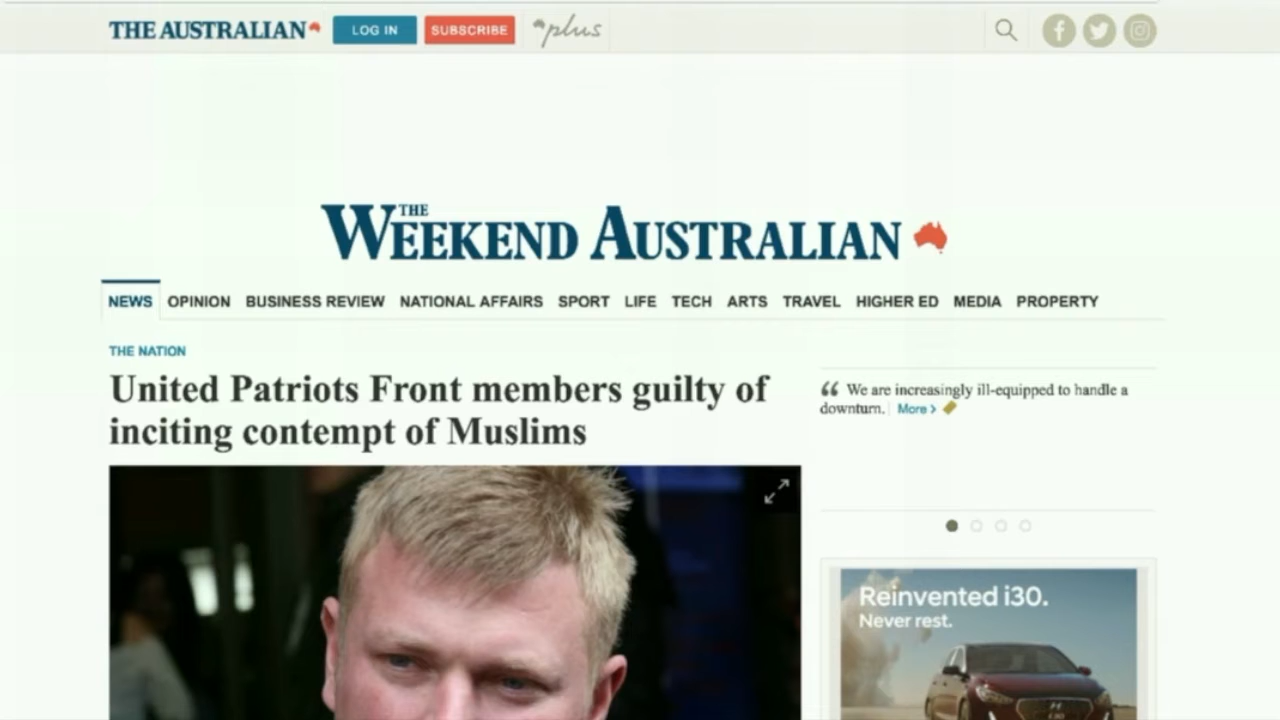 THE AUSTRALIAN LOG IN SUBSCRIBE plus
THE WEEKEND AUSTRALIAN
NEWS OPINION BUSINESS REVIEW NATIONAL AFFAIRS SPORT LIFE TECH ARTS TRAVEL HIGHER ED MEDIA PROPERTY
THE NATION
United Patriots Front members guilty of
inciting contempt of Muslims
“ We are increasingly ill-equipped to handle a
downturn. More >
Reinvented i30.
Never rest.
i30